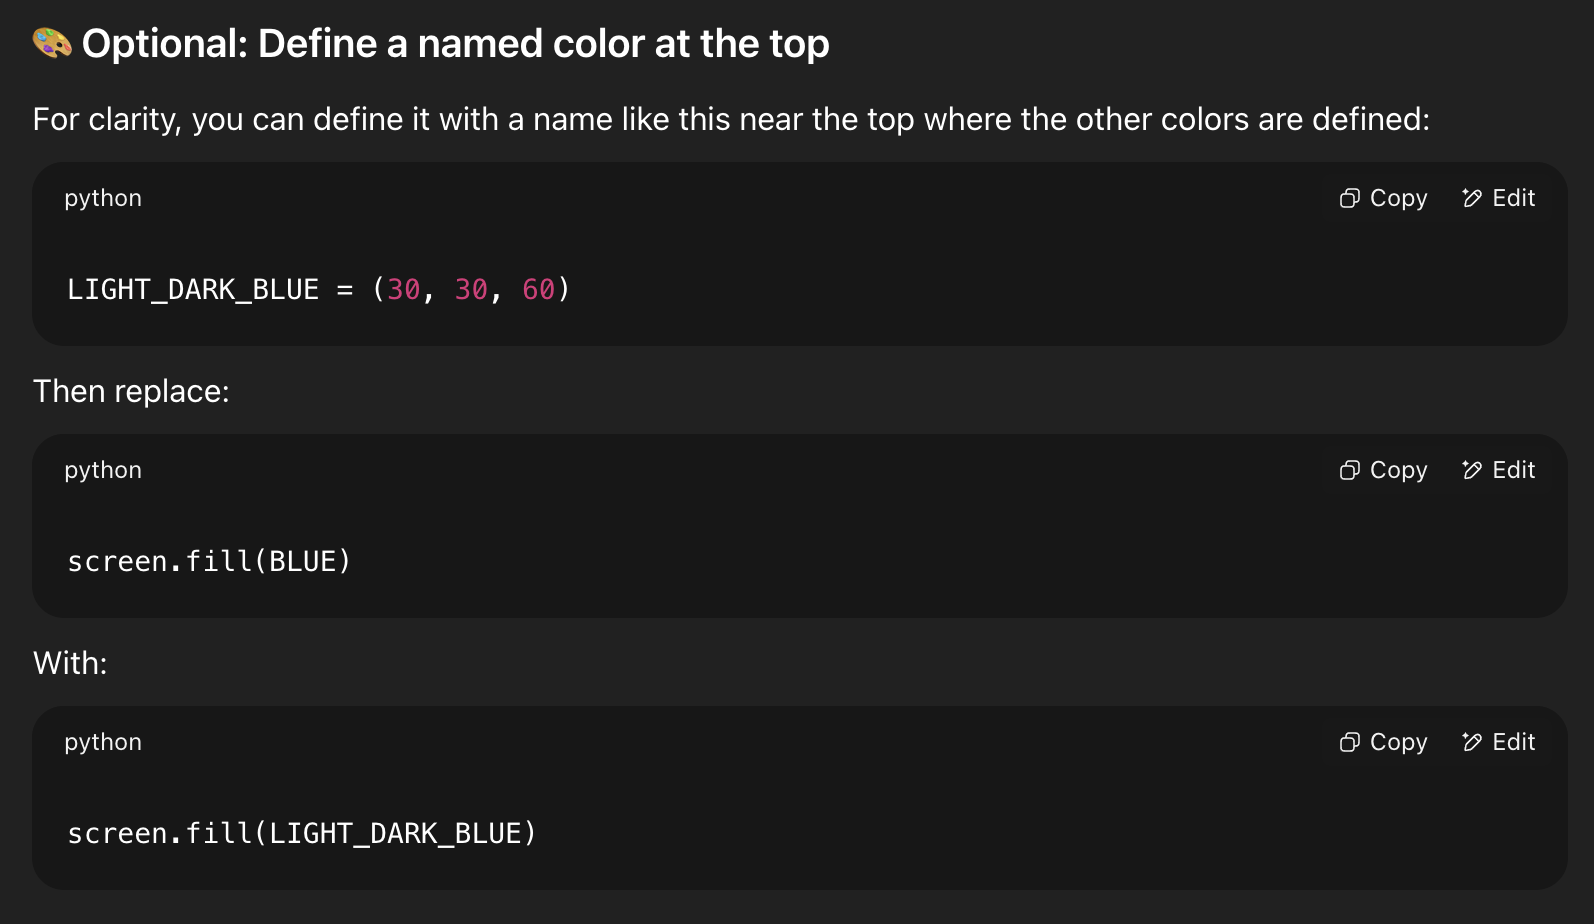 🎨 Optional: Define a named color at the top
For clarity, you can define it with a name like this near the top where the other colors are defined:
python Copy Edit
LIGHT_DARK_BLUE = (30, 30, 60)
Then replace:
python Copy Edit
screen.fill(BLUE)
With:
python Copy Edit
screen.fill(LIGHT_DARK_BLUE)